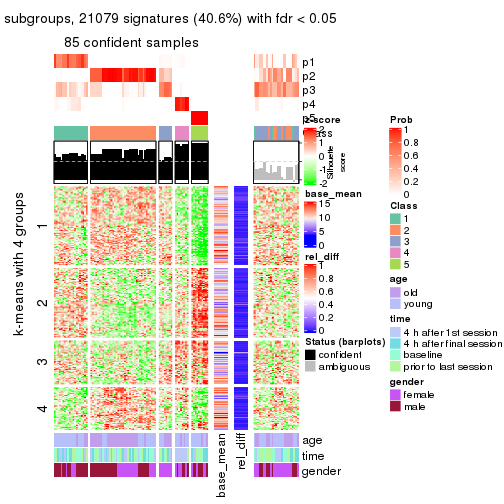 subgroups, 21079 signatures (40.6%) with fdr < 0.05
85 confident samples
p1
p2
p3
p4
p5
z-score
2
1
0
-1
-2
Class
Silhouette
score
base_mean
15
10
5
0
rel_diff
1
0.8
0.6
0.4
0.2
0
Status (barplots)
confident
ambiguous
Prob
1
0.8
0.6
0.4
0.2
0
Class
1
2
3
4
5
age
old
young
time
4 h after 1st session
4 h after final session
baseline
prior to last session
gender
female
male
k-means with 4 groups
1
2
3
4
age
time
gender
base_mean
rel_diff